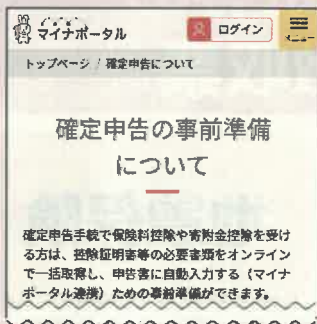 マイナポータル
ログイン
メニュー
トップページ / 確定申告について
確定申告の事前準備
について
確定申告手続で保険料控除や寄附金控除を受け
る方は、控除証明書等の必要書類をオンライン
で一括取得し、申告書に自動入力する（マイナ
ポータル連携）ための事前準備ができます。